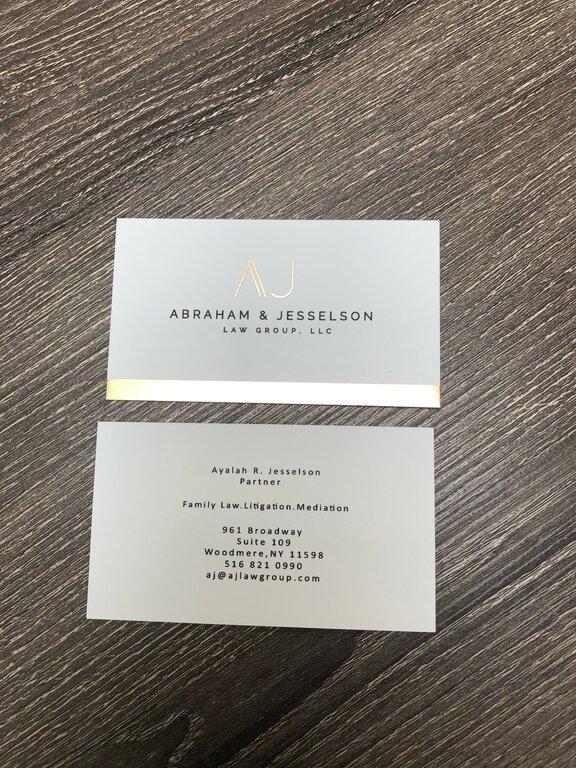 AJ
ABRAHAM & JESSELSON
LAW GROUP, LLC
Ayalah R. Jesselson
Partner
Family Law.Litigation.Mediation
961 Broadway
Suite 109
Woodmere,NY 11598
516 821 0990
aj@ajlawgroup.com